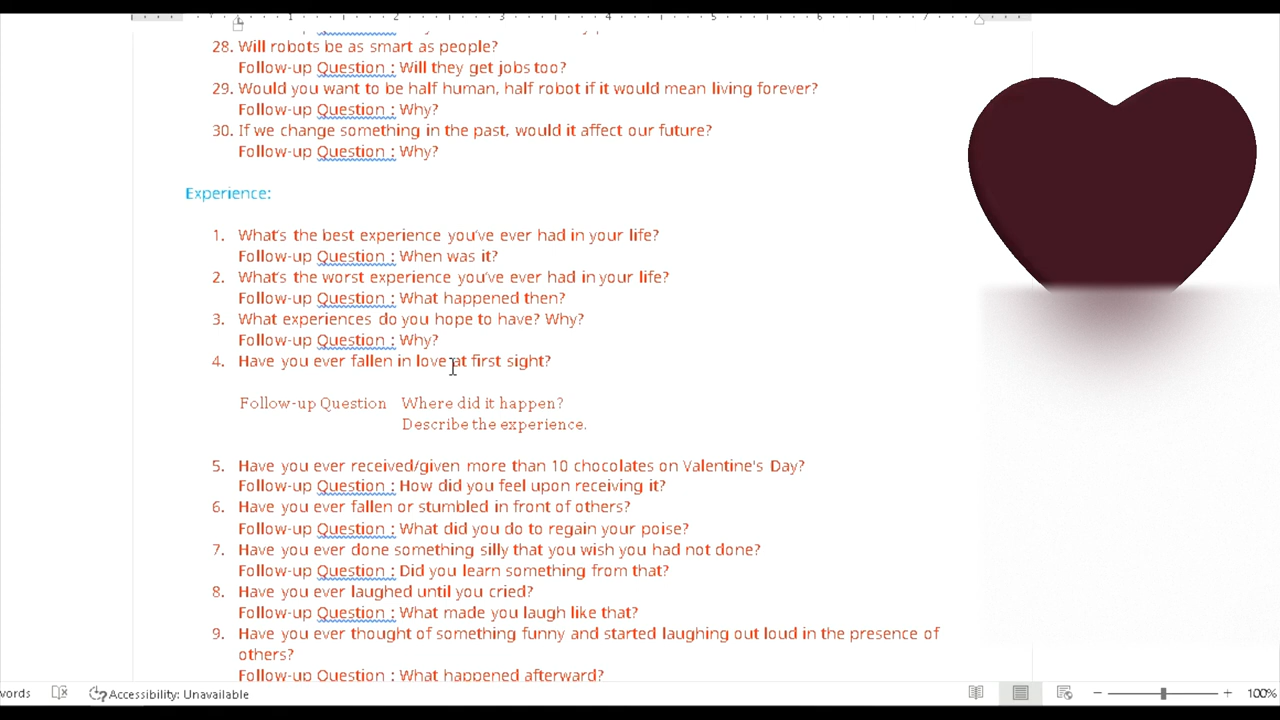 1 2 3 4 5 6 7
28. Will robots be as smart as people?
Follow-up Question : Will they get jobs too?
29. Would you want to be half human, half robot if it would mean living forever?
Follow-up Question : Why?
30. If we change something in the past, would it affect our future?
Follow-up Question : Why?
Experience:
1. What's the best experience you've ever had in your life?
Follow-up Question : When was it?
2. What's the worst experience you've ever had in your life?
Follow-up Question : What happened then?
3. What experiences do you hope to have? Why?
Follow-up Question : Why?
4. Have you ever fallen in love at first sight?
Follow-up Question Where did it happen?
Describe the experience.
5. Have you ever received/given more than 10 chocolates on Valentine's Day?
Follow-up Question : How did you feel upon receiving it?
6. Have you ever fallen or stumbled in front of others?
Follow-up Question : What did you do to regain your poise?
7. Have you ever done something silly that you wish you had not done?
Follow-up Question : Did you learn something from that?
8. Have you ever laughed until you cried?
Follow-up Question : What made you laugh like that?
9. Have you ever thought of something funny and started laughing out loud in the presence of
others?
Follow-up Question : What happened afterward?
words Accessibility: Unavailable 100%